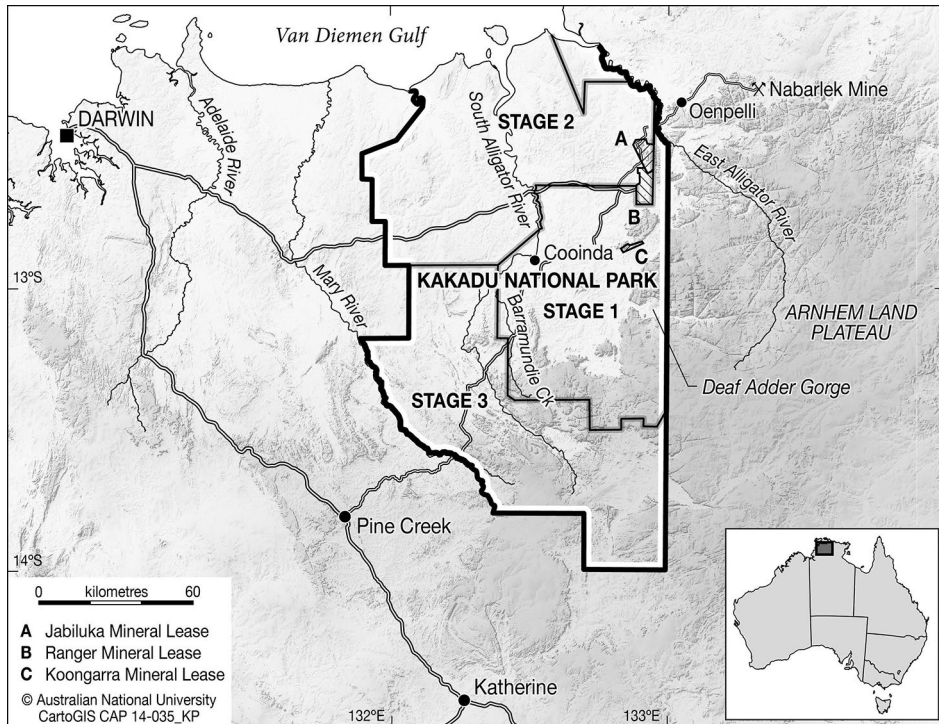 Van Diemen Gulf
DARWIN
Adelaide River
South Alligator River
STAGE 2
A
Oenpelli
Nabarlek Mine
East Alligator River
B
C
Cooinda
13°S
Mary River
KAKADU NATIONAL PARK
STAGE 1
Barramundie Ck
ARNHEM LAND
PLATEAU
Deaf Adder Gorge
STAGE 3
Pine Creek
14°S
0 kilometres 60
A Jabiluka Mineral Lease
B Ranger Mineral Lease
C Koongarra Mineral Lease
© Australian National University
CartoGIS CAP 14-035_KP
Katherine
132°E
133°E